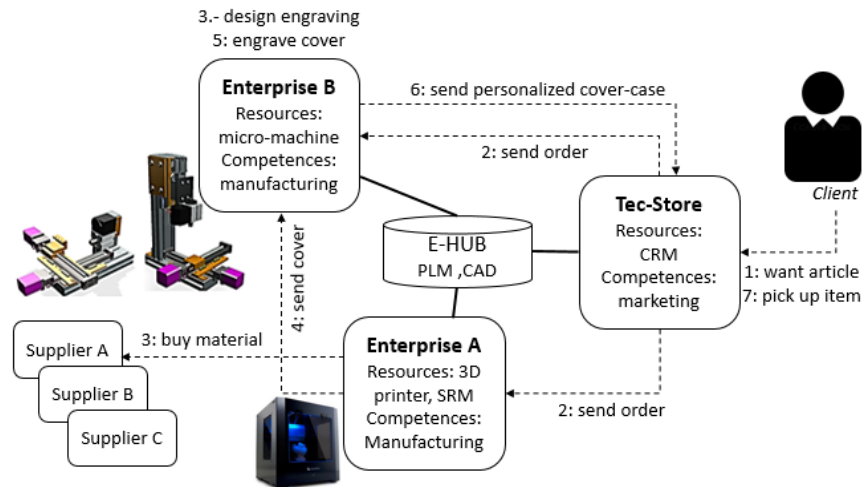 3.- design engraving
5: engrave cover
Enterprise B
Resources:
micro-machine
Competences:
manufacturing
6: send personalized cover-case
2: send order
Client
Tec-Store
Resources:
CRM
Competences:
marketing
1: want article
7: pick up item
E-HUB
PLM ,CAD
4: send cover
3: buy material
Supplier A
Supplier B
Supplier C
Enterprise A
Resources: 3D
printer, SRM
Competences:
Manufacturing
2: send order